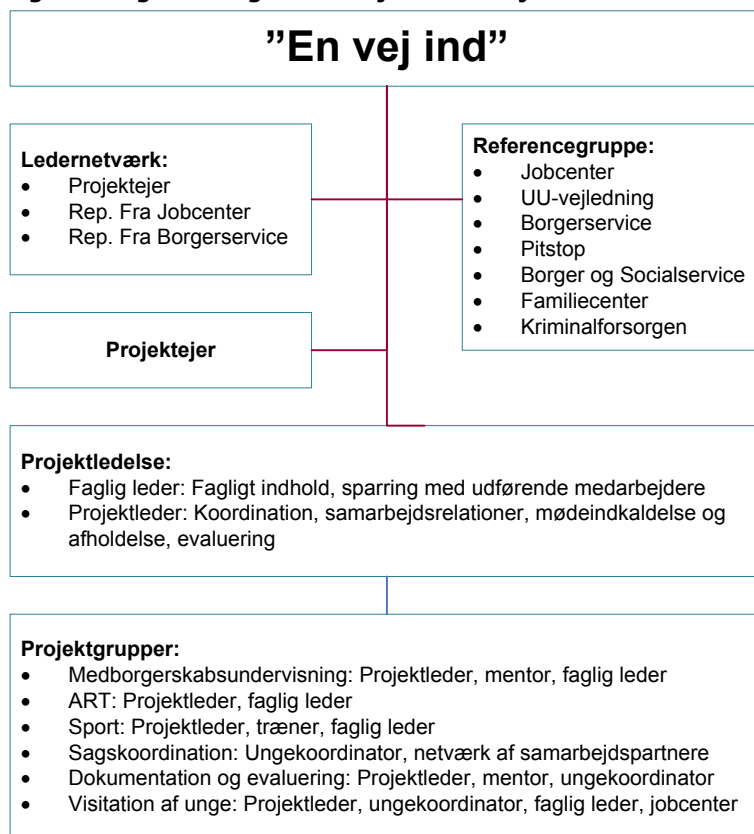 ”En vej ind”
Ledernetværk:
• Projektejer
• Rep. Fra Jobcenter
• Rep. Fra Borgerservice
Referencegruppe:
• Jobcenter
• UU-vejledning
• Borgerservice
• Pitstop
• Borger og Socialservice
• Familiecenter
• Kriminalforsorgen
Projektejer
Projektledelse:
• Faglig leder: Fagligt indhold, sparring med udførende medarbejdere
• Projektleder: Koordination, samarbejdsrelationer, mødeindkaldelse og
afholdelse, evaluering
Projektgrupper:
• Medborgerskabsundervisning: Projektleder, mentor, faglig leder
• ART: Projektleder, faglig leder
• Sport: Projektleder, træner, faglig leder
• Sagskoordination: Ungekoordinator, netværk af samarbejdspartnere
• Dokumentation og evaluering: Projektleder, mentor, ungekoordinator
• Visitation af unge: Projektleder, ungekoordinator, faglig leder, jobcenter